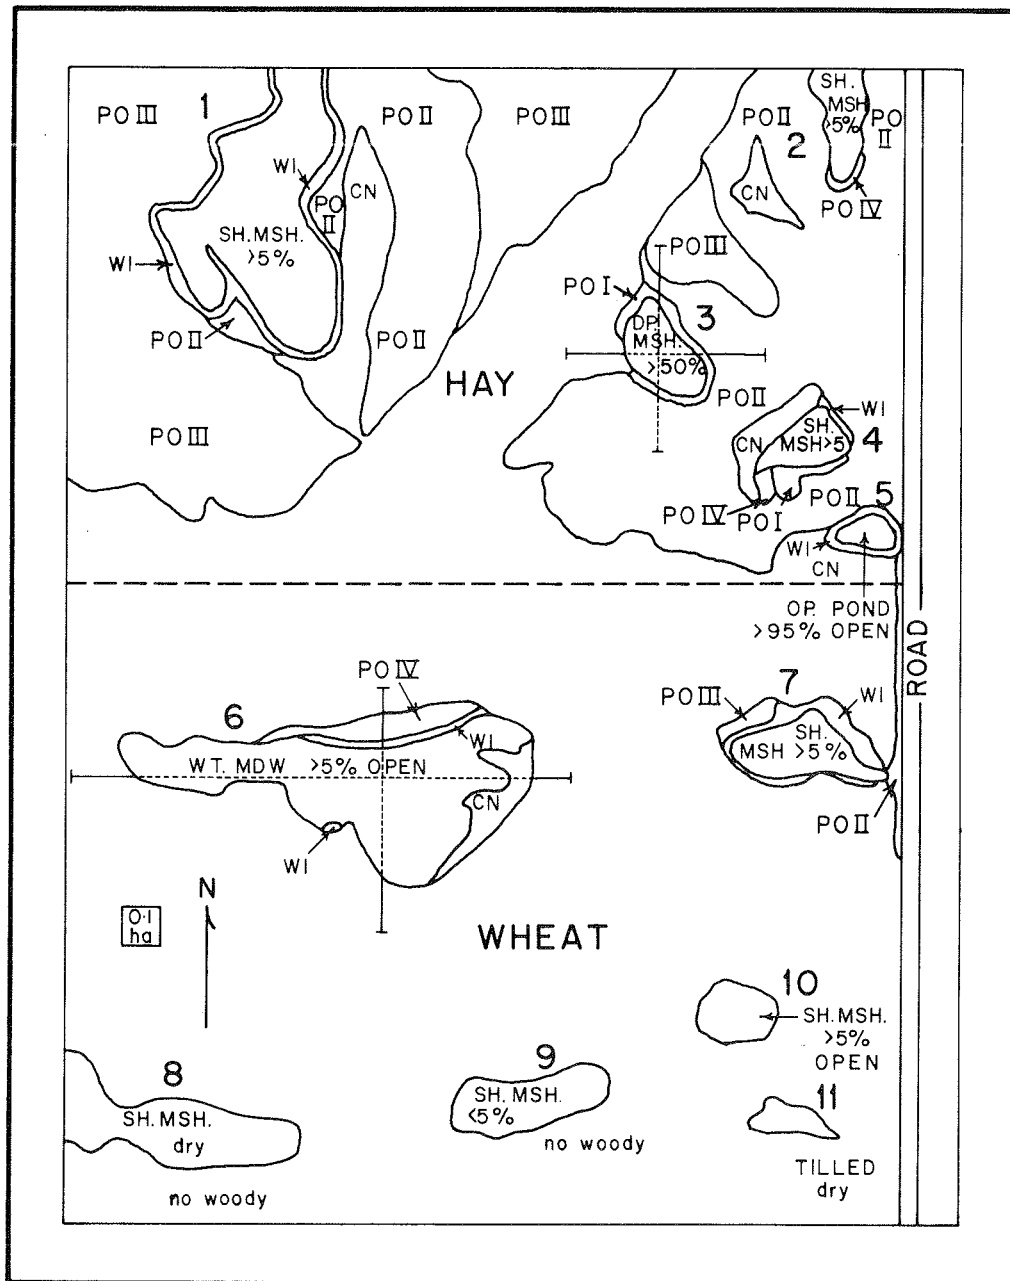 PO III
1
PO II
PO III
PO II
2
SH.
MSH
>5%
PO
II
WI
CN
PO
II
CN
PO IV
SH. MSH.
>5%
WI
PO III
PO I
3
PO II
DP.
MSH.
>50%
PO II
HAY
PO II
WI
PO III
SH.
MSH>5
4
CN
PO IV
PO I
PO II
5
WI
CN
OP. POND
>95% OPEN
ROAD
PO IV
6
WI
WT. MDW >5% OPEN
CN
WI
PO III
7
WI
SH.
MSH >5%
PO II
N
0.1
ha
WHEAT
10
SH. MSH.
>5%
OPEN
8
SH. MSH.
dry
no woody
9
SH. MSH.
<5%
no woody
11
TILLED
dry